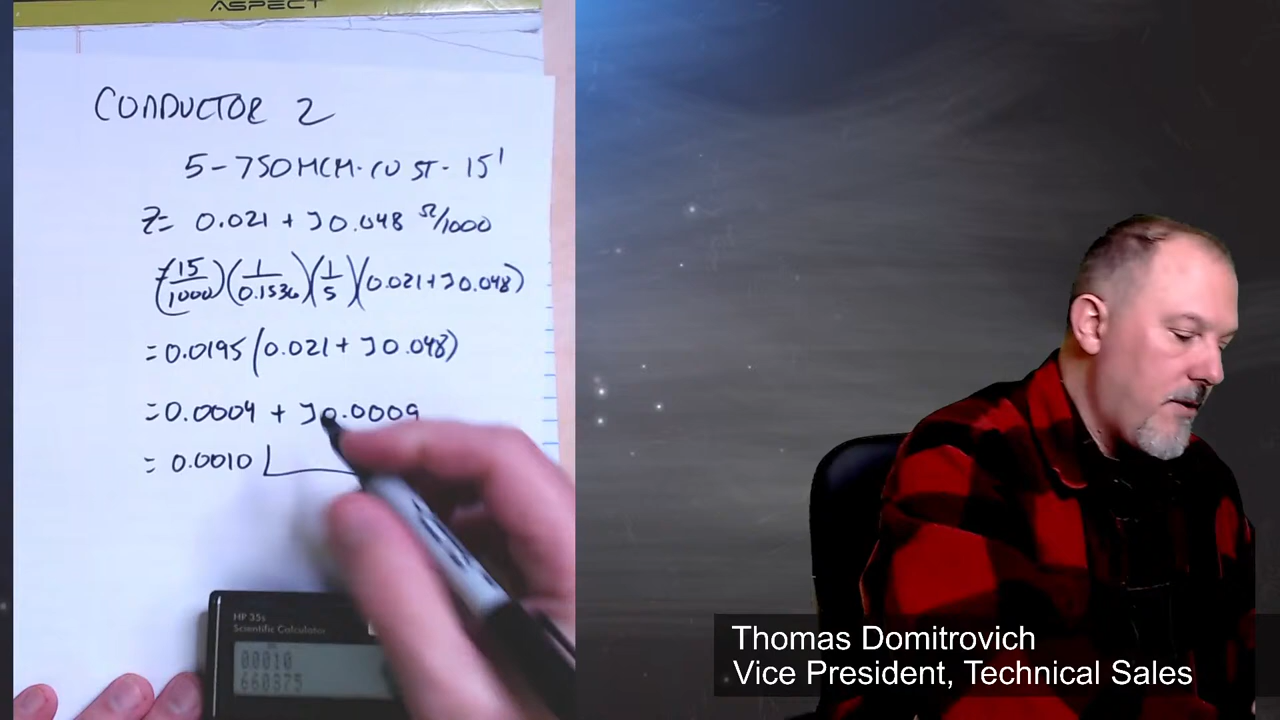 ASPECT
CONDUCTOR 2
5-750MCM-CU ST- 15'
Z= 0.021 + J0.048 Ω/1000
=(15/1000)(1/0.1536)(1/5)(0.021+J0.048)
=0.0195(0.021+ J0.048)
=0.0004 + J0.0009
= 0.0010
HP 35s
Scientific Calculator
00010
660375
Thomas Domitrovich
Vice President, Technical Sales